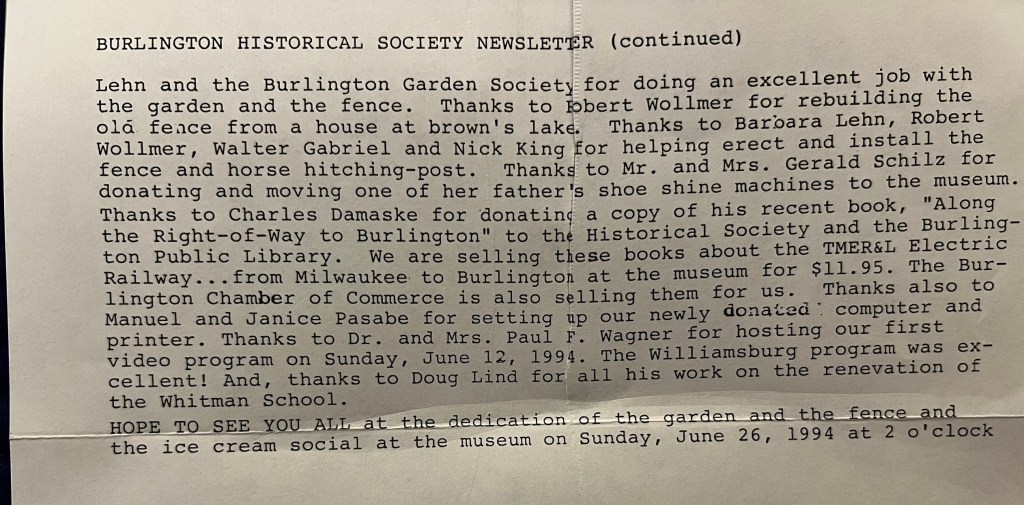 BURLINGTON HISTORICAL SOCIETY NEWSLETTER (continued)
Lehn and the Burlington Garden Society for doing an excellent job with
the garden and the fence. Thanks to Robert Wollmer for rebuilding the
old fence from a house at brown's lake. Thanks to Barbara Lehn, Robert
Wollmer, Walter Gabriel and Nick King for helping erect and install the
fence and horse hitching-post. Thanks to Mr. and Mrs. Gerald Schilz for
donating and moving one of her father's shoe shine machines to the museum.
Thanks to Charles Damaske for donating a copy of his recent book, "Along
the Right-of-Way to Burlington" to the Historical Society and the Burling-
ton Public Library. We are selling these books about the TMER&L Electric
Railway...from Milwaukee to Burlington at the museum for $11.95. The Bur-
lington Chamber of Commerce is also selling them for us. Thanks also to
Manuel and Janice Pasabe for setting up our newly donated computer and
printer. Thanks to Dr. and Mrs. Paul F. Wagner for hosting our first
video program on Sunday, June 12, 1994. The Williamsburg program was ex-
cellent! And, thanks to Doug Lind for all his work on the renevation of
the Whitman School.
HOPE TO SEE YOU ALL at the dedication of the garden and the fence and
the ice cream social at the museum on Sunday, June 26, 1994 at 2 o'clock